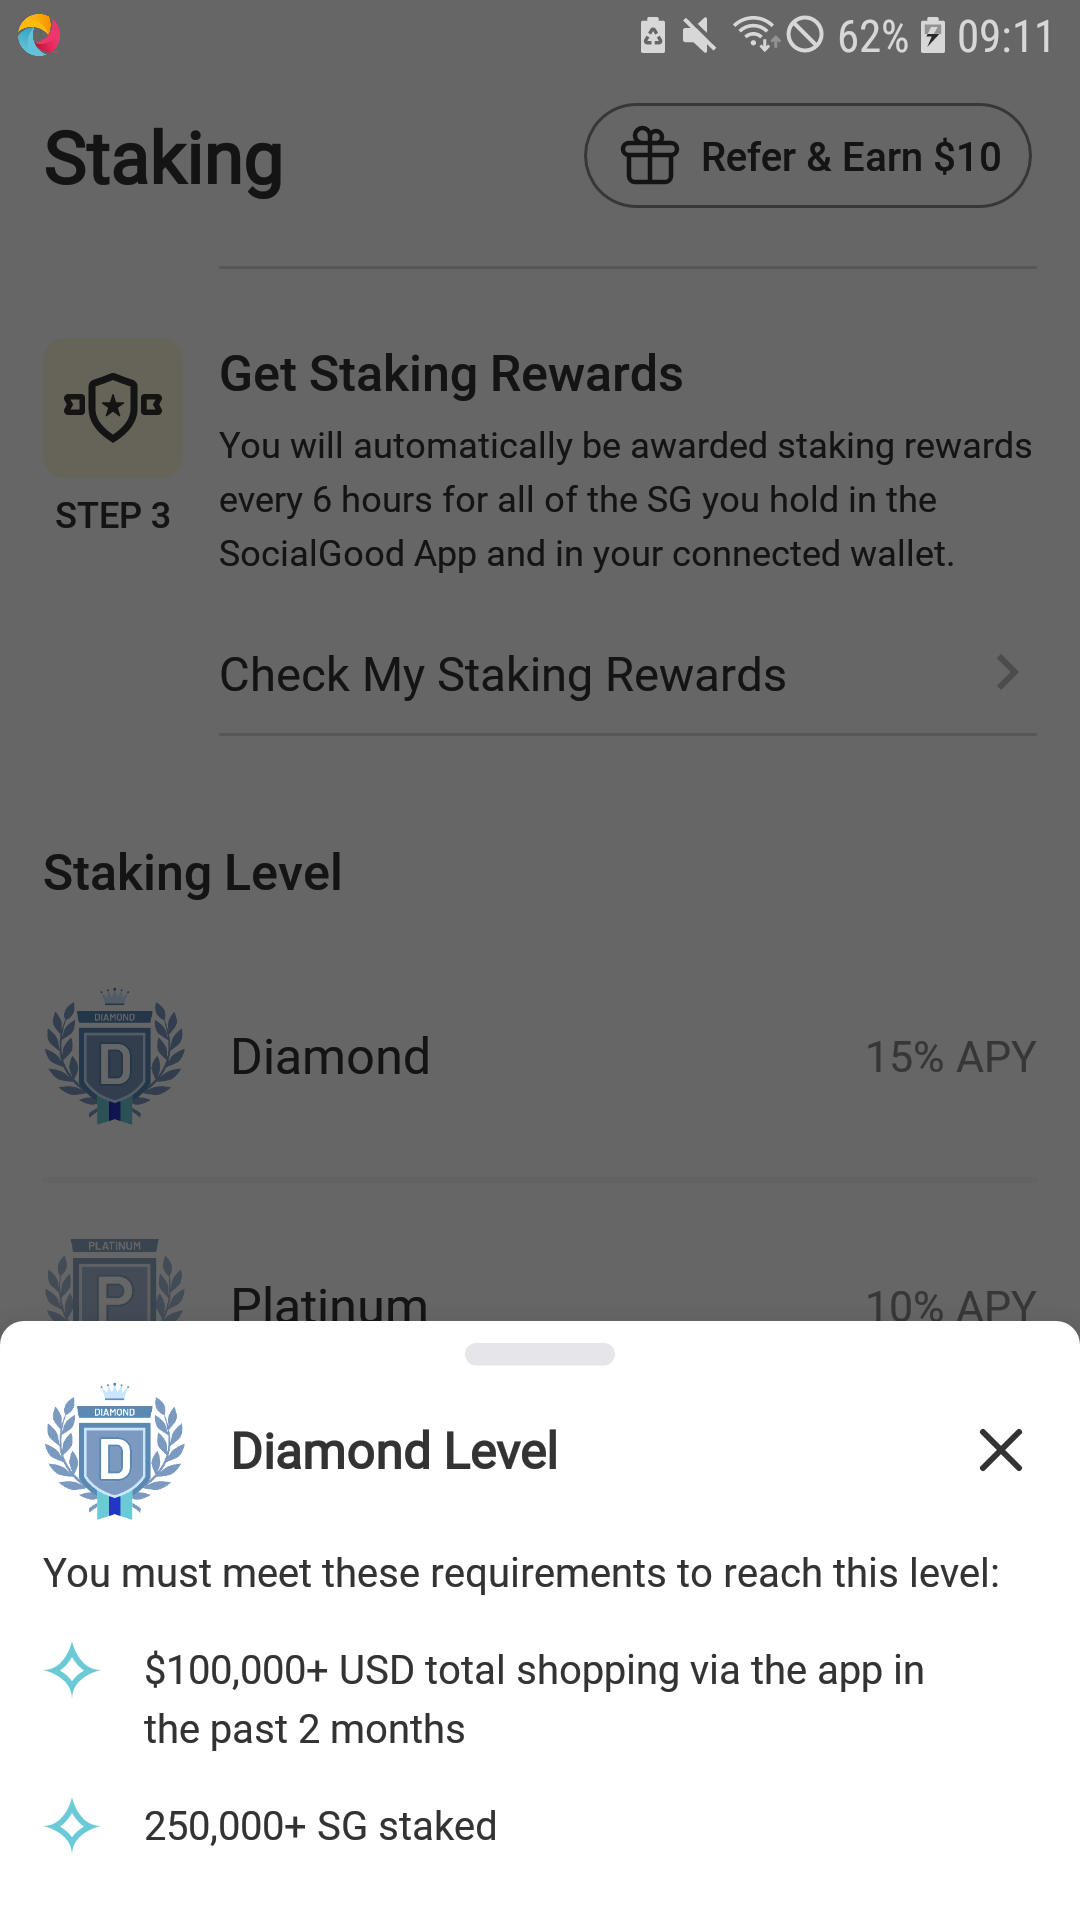 62% 09:11
Staking
Refer & Earn $10
Get Staking Rewards
You will automatically be awarded staking rewards
every 6 hours for all of the SG you hold in the
SocialGood App and in your connected wallet.
STEP 3
Check My Staking Rewards
Staking Level
DIAMOND
D
Diamond
15% APY
PLATINUM
P
Platinum
10% APY
DIAMOND
D
Diamond Level
You must meet these requirements to reach this level:
$100,000+ USD total shopping via the app in
the past 2 months
250,000+ SG staked